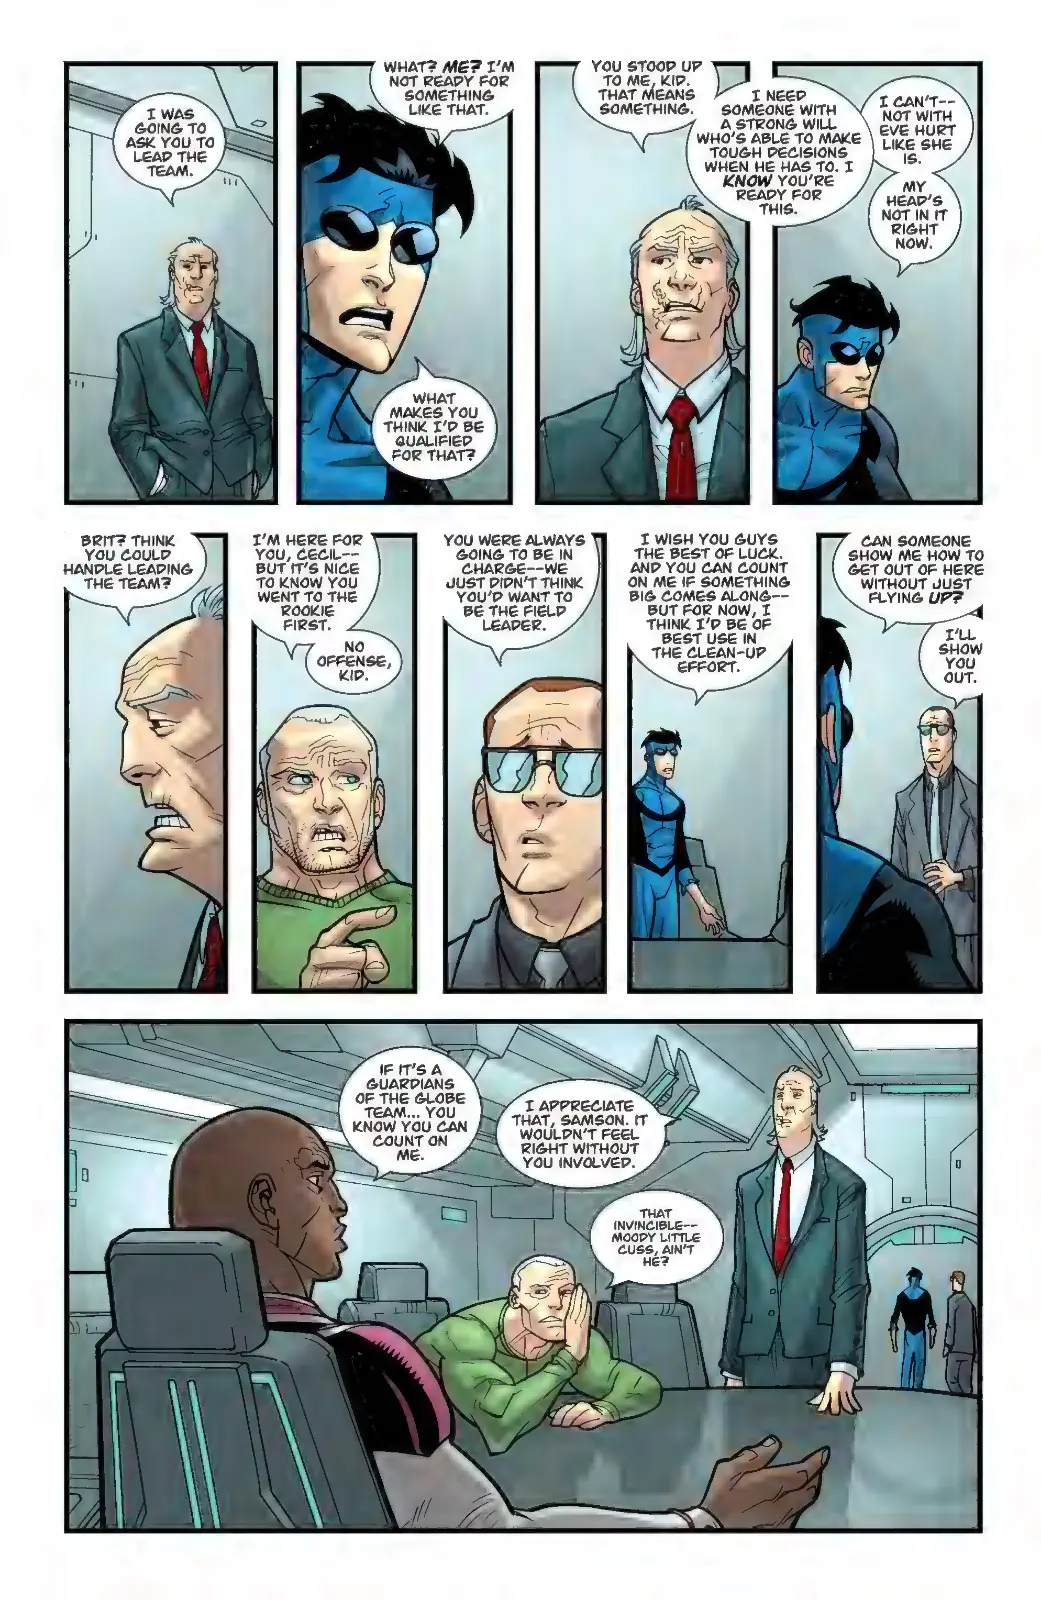 I WAS
GOING TO
ASK YOU TO
LEAD THE
TEAM.
WHAT? ME? I'M
NOT READY FOR
SOMETHING
LIKE THAT.
WHAT
MAKES YOU
THINK I'D BE
QUALIFIED
FOR THAT?
YOU STOOD UP
TO ME, KID.
THAT MEANS
SOMETHING.
I NEED
SOMEONE WITH
A STRONG WILL
WHO'S ABLE TO MAKE
TOUGH DECISIONS
WHEN HE HAS TO. I
KNOW YOU'RE
READY FOR
THIS.
I CAN'T--
NOT WITH
EVE HURT
LIKE SHE
IS.
MY
HEAD'S
NOT IN IT
RIGHT
NOW.
BRIT? THINK
YOU COULD
HANDLE LEADING
THE TEAM?
I'M HERE FOR
YOU, CECIL--
BUT IT'S NICE
TO KNOW YOU
WENT TO THE
ROOKIE
FIRST.
NO
OFFENSE,
KID.
YOU WERE ALWAYS
GOING TO BE IN
CHARGE--WE
JUST DIDN'T THINK
YOU'D WANT TO
BE THE FIELD
LEADER.
I WISH YOU GUYS
THE BEST OF LUCK.
AND YOU CAN COUNT
ON ME IF SOMETHING
BIG COMES ALONG--
BUT FOR NOW, I
THINK I'D BE OF
BEST USE IN
THE CLEAN-UP
EFFORT.
CAN SOMEONE
SHOW ME HOW TO
GET OUT OF HERE
WITHOUT JUST
FLYING UP?
I'LL
SHOW
YOU
OUT.
IF IT'S A
GUARDIANS
OF THE GLOBE
TEAM... YOU
KNOW YOU CAN
COUNT ON
ME.
I APPRECIATE
THAT, SAMSON. IT
WOULDN'T FEEL
RIGHT WITHOUT
YOU INVOLVED.
THAT
INVINCIBLE--
MOODY LITTLE
CUSS, AIN'T
HE?